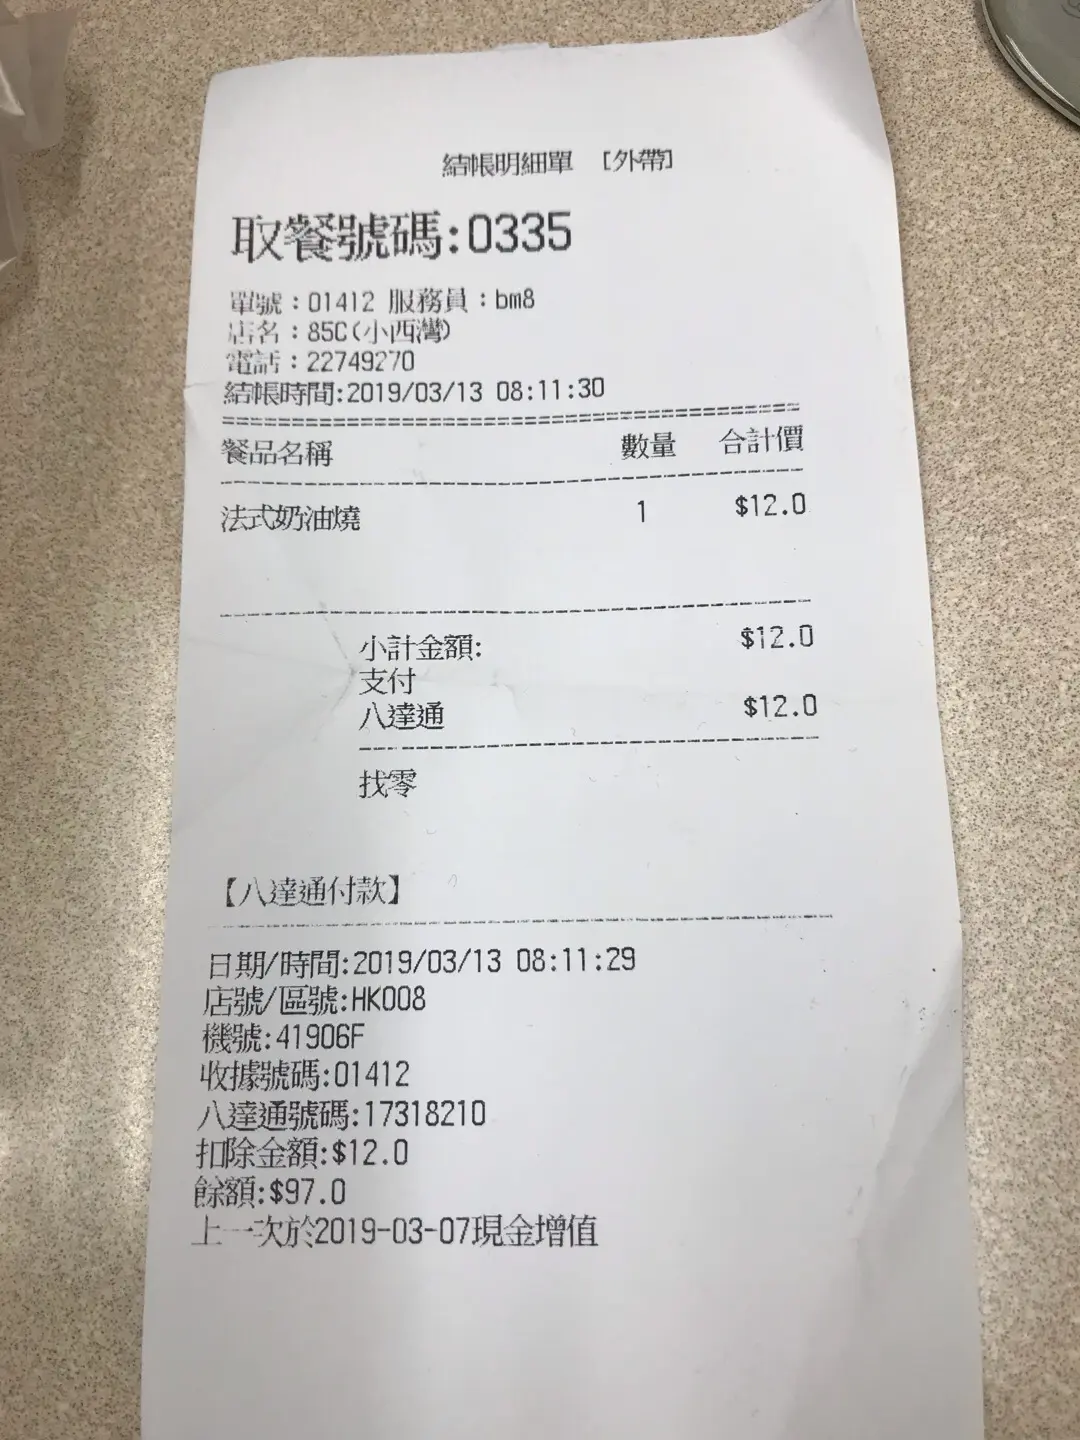 結帳明細單 [外帶]
取餐號碼:0335
單號:01412 服務員:bm8
店名:85C(小西灣)
電話:22749270
結帳時間:2019/03/13 08:11:30
餐品名稱 數量 合計價
法式奶油燒 1 $12.0
小計金額: $12.0
支付
八達通 $12.0
找零
【八達通付款】
日期/時間:2019/03/13 08:11:29
店號/區號:HK008
機號:41906F
收據號碼:01412
八達通號碼:17318210
扣除金額:$12.0
餘額:$97.0
上一次於2019-03-07現金增值